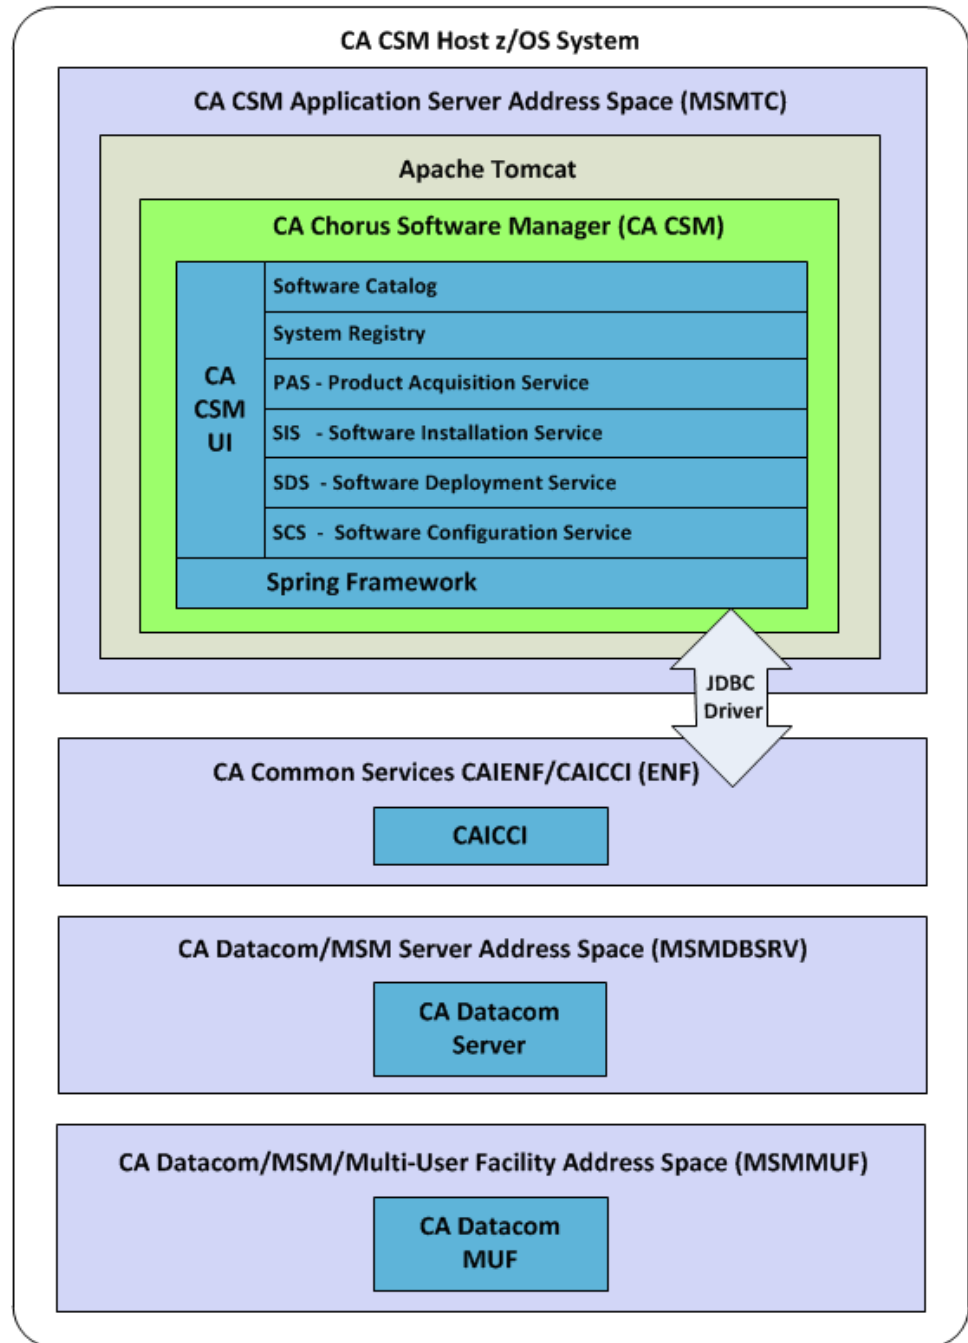 CA CSM Host z/OS System
CA CSM Application Server Address Space (MSMTC)
Apache Tomcat
CA Chorus Software Manager (CA CSM)
CA
CSM
UI
Software Catalog
System Registry
PAS - Product Acquisition Service
SIS - Software Installation Service
SDS - Software Deployment Service
SCS - Software Configuration Service
Spring Framework
JDBC
Driver
CA Common Services CAIENF/CAICCI (ENF)
CAICCI
CA Datacom/MSM Server Address Space (MSMDBSRV)
CA Datacom
Server
CA Datacom/MSM/Multi-User Facility Address Space (MSMMUF)
CA Datacom
MUF